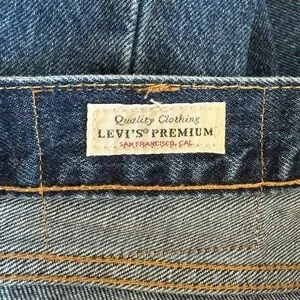 Quality Clothing
LEVI'S® PREMIUM
SAN FRANCISCO, CAL.